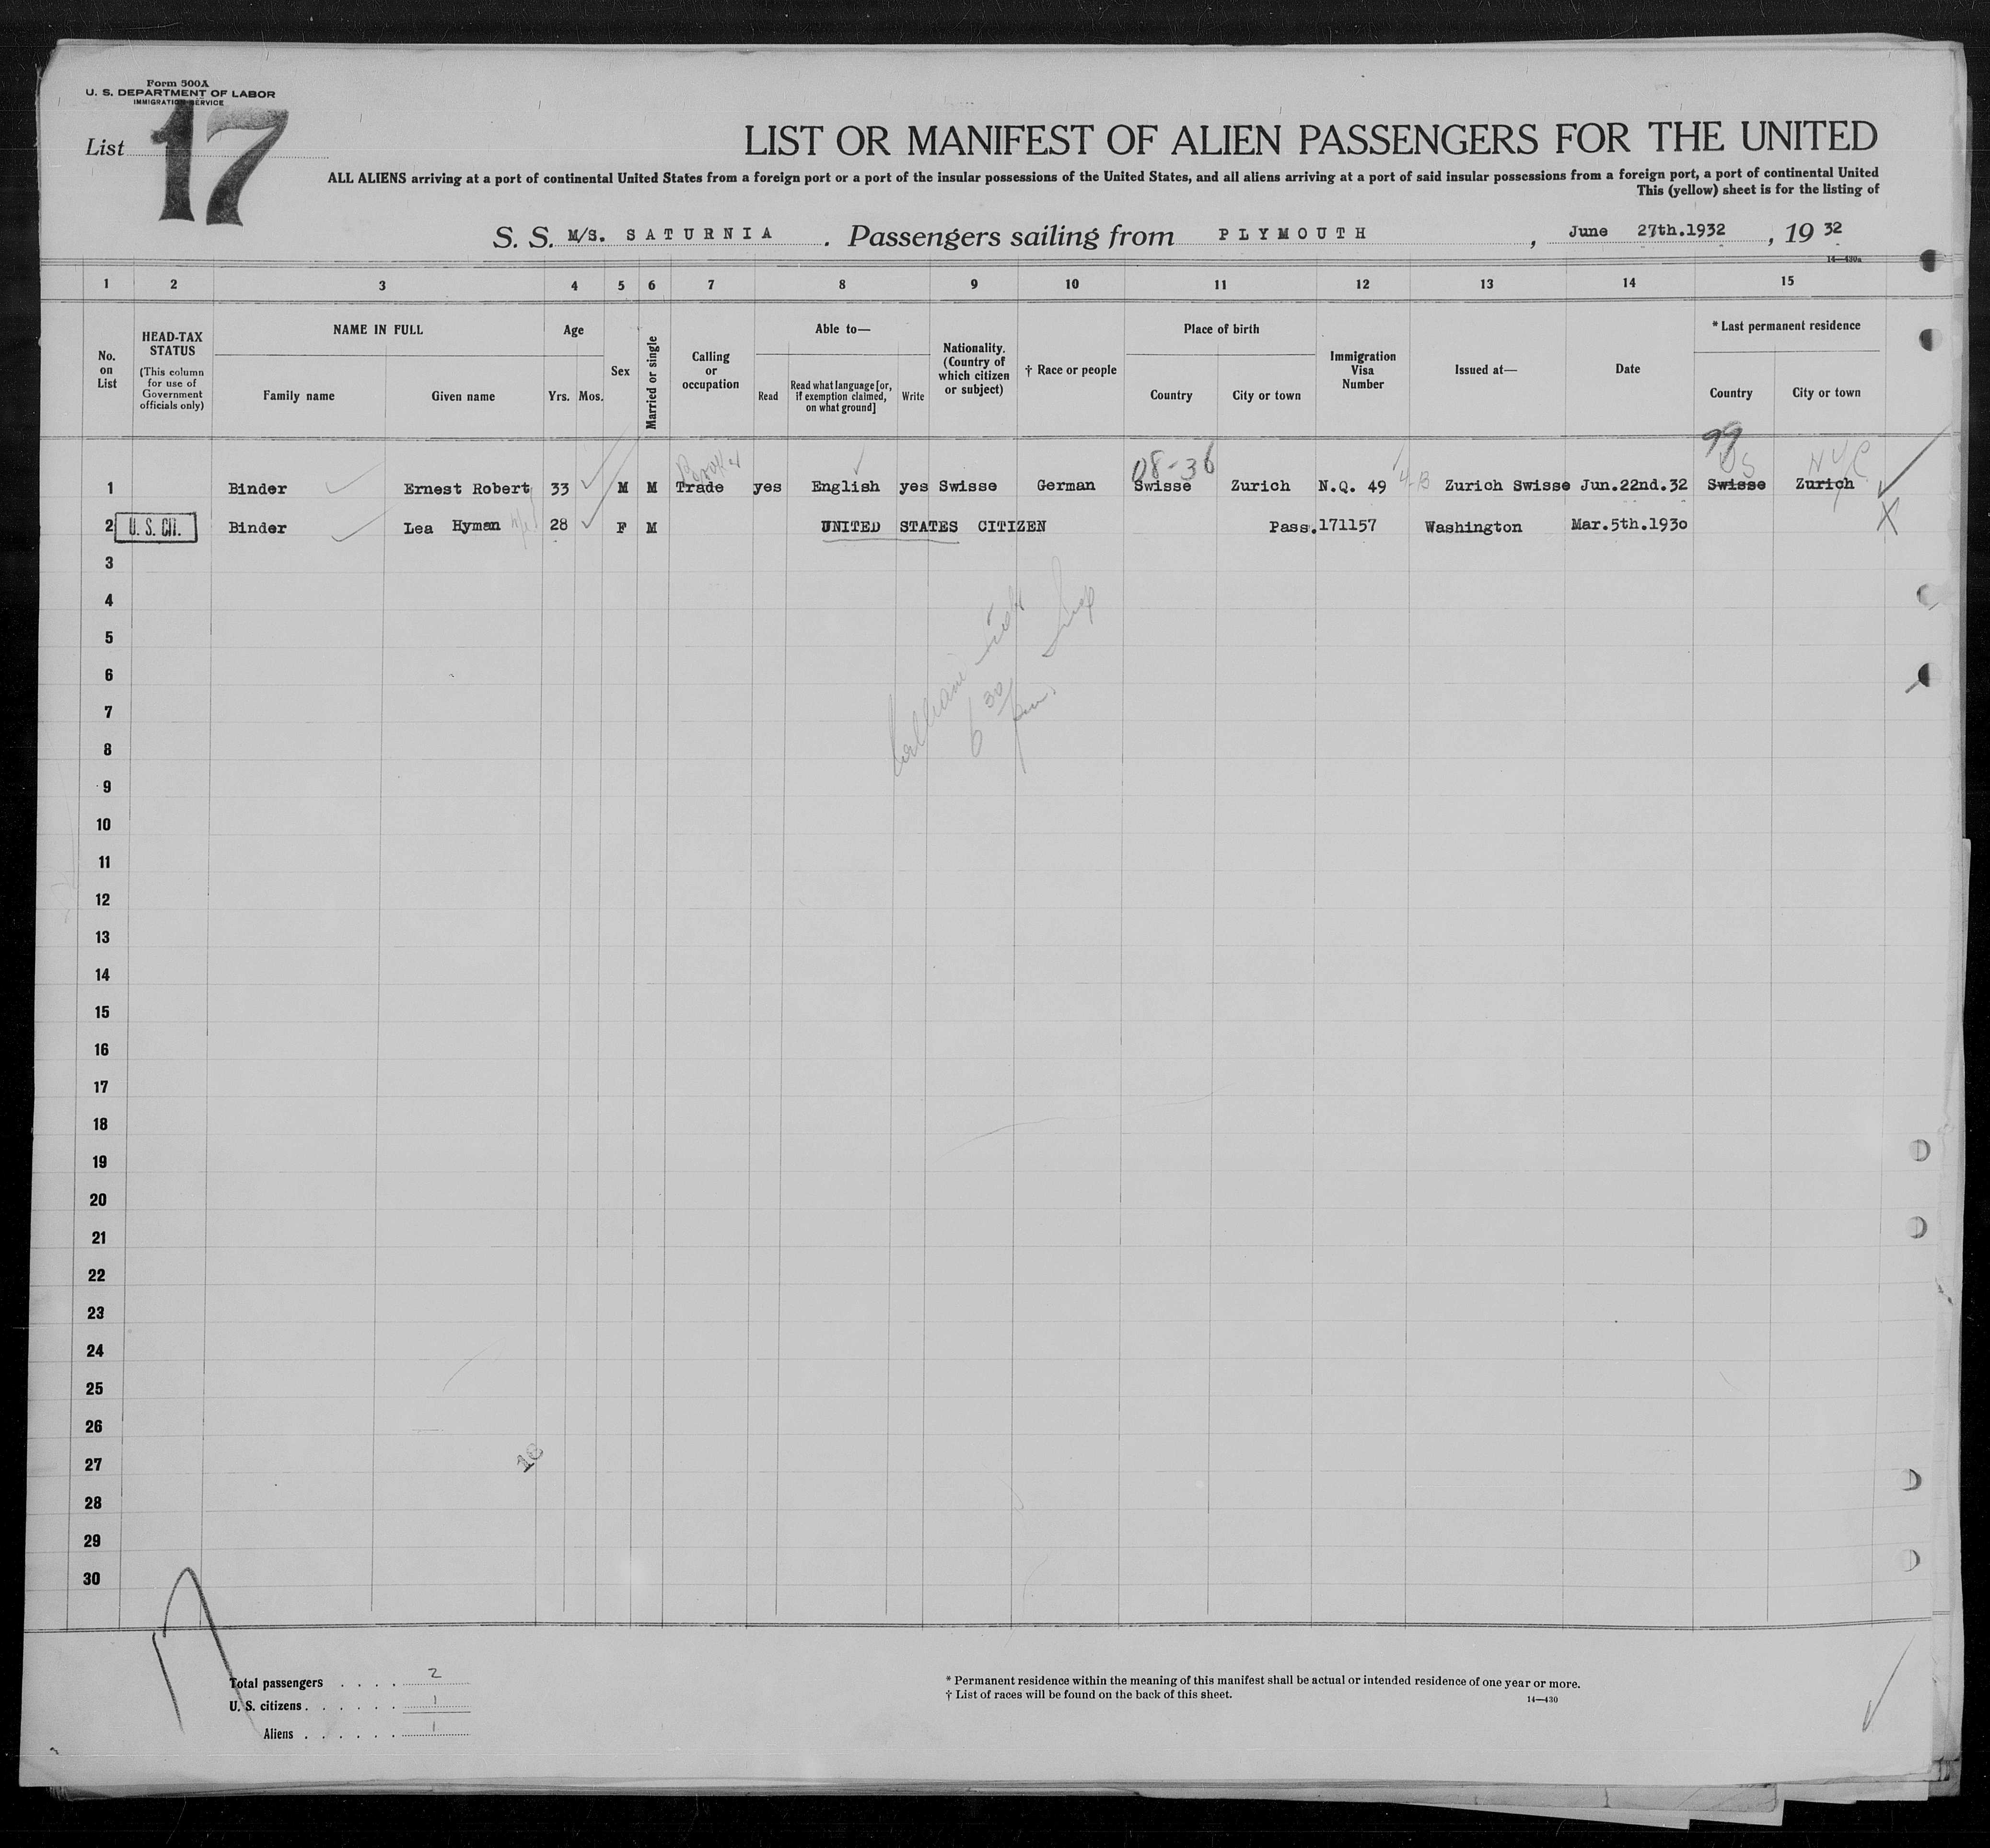 Form 500A
U. S. DEPARTMENT OF LABOR
IMMIGRATION SERVICE
List 17
LIST OR MANIFEST OF ALIEN PASSENGERS FOR THE UNITED
ALL ALIENS arriving at a port of continental United States from a foreign port or a port of the insular possessions of the United States, and all aliens arriving at a port of said insular possessions from a foreign port, a port of continental United
This (yellow) sheet is for the listing of
S. S. M/S. SATURNIA . Passengers sailing from PLYMOUTH , June 27th.1932 , 19 32
14—430a
1 2 3 4 5 6 7 8 9 10 11 12 13 14 15
No. on List
HEAD-TAX STATUS
(This column for use of Government officials only)
NAME IN FULL
Family name Given name
Age
Yrs. Mos.
Sex
Married or single
Calling or occupation
Able to—
Read
Read what language [or, if exemption claimed, on what ground]
Write
Nationality. (Country of which citizen or subject)
† Race or people
Place of birth
Country City or town
Immigration Visa Number
Issued at—
Date
* Last permanent residence
Country City or town
08-36 99 US NYC
1 Binder Ernest Robert 33 M M Trade yes English yes Swisse German Swisse Zurich N.Q. 49 4-B Zurich Swisse Jun.22nd.32 Swisse Zurich
2 U. S. CIT. Binder Lea Hyman 28 F M UNITED STATES CITIZEN Pass.171157 Washington Mar.5th.1930 X
3
4
5
6
7
6 30 pm.
8
9
10
11
12
13
14
15
16
17
18
19
20
21
22
23
24
25
26
27
18
28
29
30
Total passengers . . . . 2
U. S. citizens . . . . . . 1
Aliens . . . . . . 1
* Permanent residence within the meaning of this manifest shall be actual or intended residence of one year or more.
† List of races will be found on the back of this sheet.
14—430